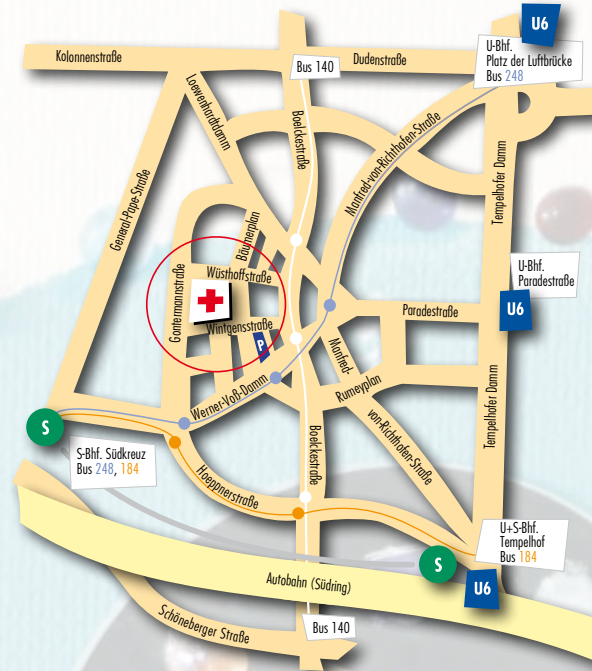 U6
U-Bhf.
Platz der Luftbrücke
Bus 248
Kolonnenstraße
Dudenstraße
Bus 140
Loewenhardtdamm
Boelckestraße
Manfred-von-Richthofen-Straße
General-Pape-Straße
Tempelhofer Damm
Bäumerplan
U-Bhf.
Paradestraße
U6
Gontermannstraße
Wüsthoffstraße
Wintgensstraße
Paradestraße
P
Manfred-
von-Richthofen-Straße
Rumeyplan
Werner-Voß-Damm
Tempelhofer Damm
S
S-Bhf. Südkreuz
Bus 248, 184
Hoeppnerstraße
Boelckestraße
U+S-Bhf.
Tempelhof
Bus 184
S
U6
Autobahn (Südring)
Schöneberger Straße
Bus 140